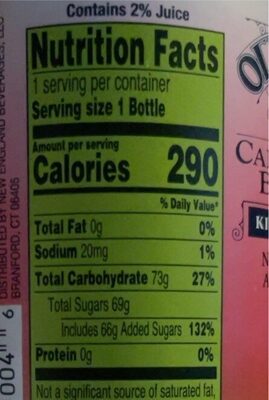 Contains 2% Juice
Nutrition Facts
1 serving per container
Serving size 1 Bottle
Amount per serving
Calories 290
% Daily Value*
Total Fat 0g 0%
Sodium 20mg 1%
Total Carbohydrate 73g 27%
Total Sugars 69g
Includes 66g Added Sugars 132%
Protein 0g 0%
Not a significant source of saturated fat,
DISTRIBUTED BY NEW ENGLAND BEVERAGES, LLC
BRANFORD, CT 06405
004111 6